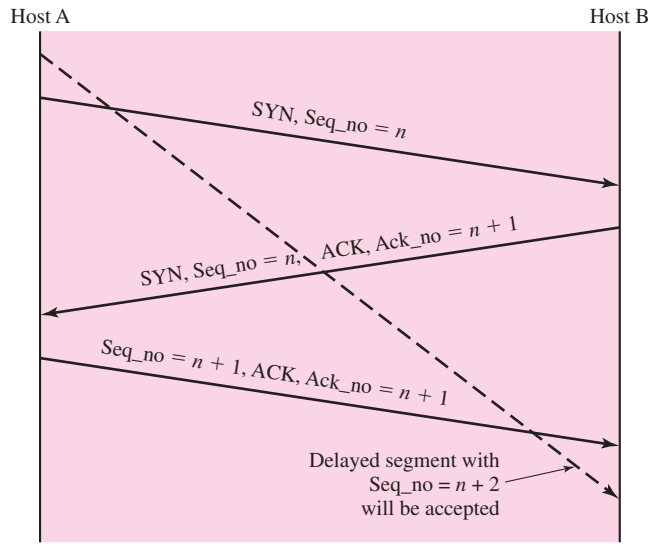 Host A
Host B
SYN, Seq_no = n
SYN, Seq_no = n, ACK, Ack_no = n + 1
Seq_no = n + 1, ACK, Ack_no = n + 1
Delayed segment with
Seq_no = n + 2
will be accepted